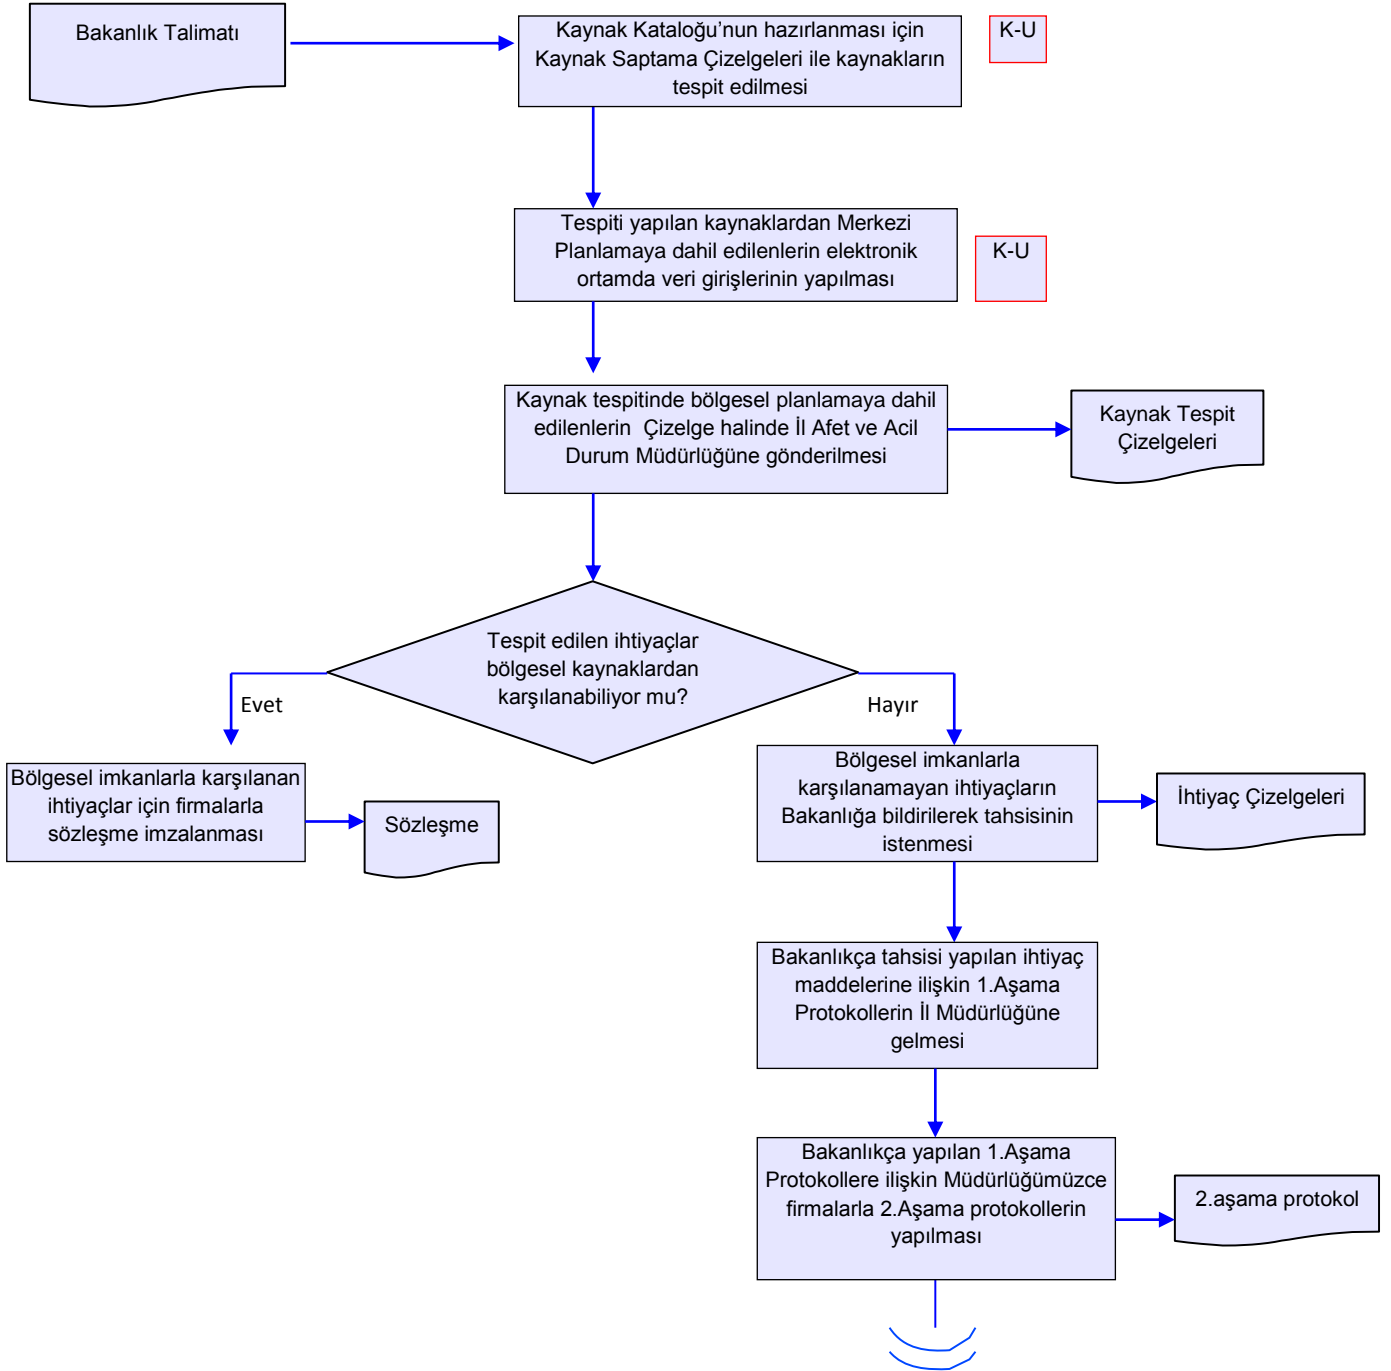 Bakanlık Talimatı
Kaynak Kataloğu’nun hazırlanması için
Kaynak Saptama Çizelgeleri ile kaynakların
tespit edilmesi
K-U
Tespiti yapılan kaynaklardan Merkezi
Planlamaya dahil edilenlerin elektronik
ortamda veri girişlerinin yapılması
K-U
Kaynak tespitinde bölgesel planlamaya dahil
edilenlerin  Çizelge halinde İl Afet ve Acil
Durum Müdürlüğüne gönderilmesi
Kaynak Tespit
Çizelgeleri
Tespit edilen ihtiyaçlar
bölgesel kaynaklardan
karşılanabiliyor mu?
Evet
Hayır
Bölgesel imkanlarla karşılanan
ihtiyaçlar için firmalarla
sözleşme imzalanması
Sözleşme
Bölgesel imkanlarla
karşılanamayan ihtiyaçların
Bakanlığa bildirilerek tahsisinin
istenmesi
İhtiyaç Çizelgeleri
Bakanlıkça tahsisi yapılan ihtiyaç
maddelerine ilişkin 1.Aşama
Protokollerin İl Müdürlüğüne
gelmesi
Bakanlıkça yapılan 1.Aşama
Protokollere ilişkin Müdürlüğümüzce
firmalarla 2.Aşama protokollerin
yapılması
2.aşama protokol